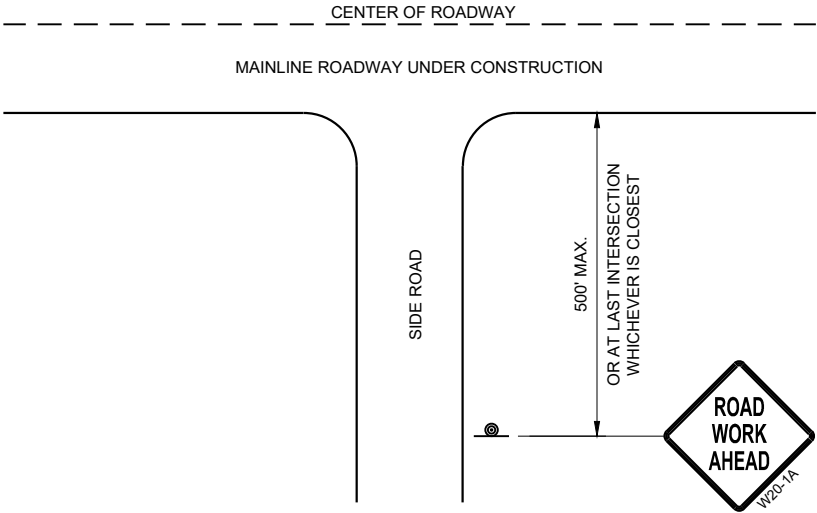 CENTER OF ROADWAY
MAINLINE ROADWAY UNDER CONSTRUCTION
SIDE ROAD
500' MAX.
OR AT LAST INTERSECTION
WHICHEVER IS CLOSEST
ROAD
WORK
AHEAD
W20-1A